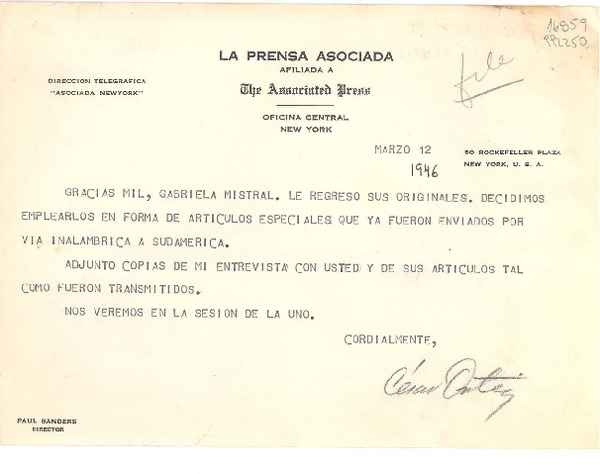 16859
992250
file
LA PRENSA ASOCIADA
AFILIADA A
The Associated Press
OFICINA CENTRAL
NEW YORK
DIRECCION TELEGRAFICA
"ASOCIADA NEWYORK"
MARZO 12
1946
50 ROCKEFELLER PLAZA
NEW YORK, U. S. A.
GRACIAS MIL, GABRIELA MISTRAL. LE REGRESO SUS ORIGINALES. DECIDIMOS
EMPLEARLOS EN FORMA DE ARTICULOS ESPECIALES QUE YA FUERON ENVIADOS POR
VIA INALAMBRICA A SUDAMERICA.
ADJUNTO COPIAS DE MI ENTREVISTA CON USTED Y DE SUS ARTICULOS TAL
COMO FUERON TRANSMITIDOS.
NOS VEREMOS EN LA SESION DE LA UNO.
CORDIALMENTE,
César
PAUL SANDERS
DIRECTOR